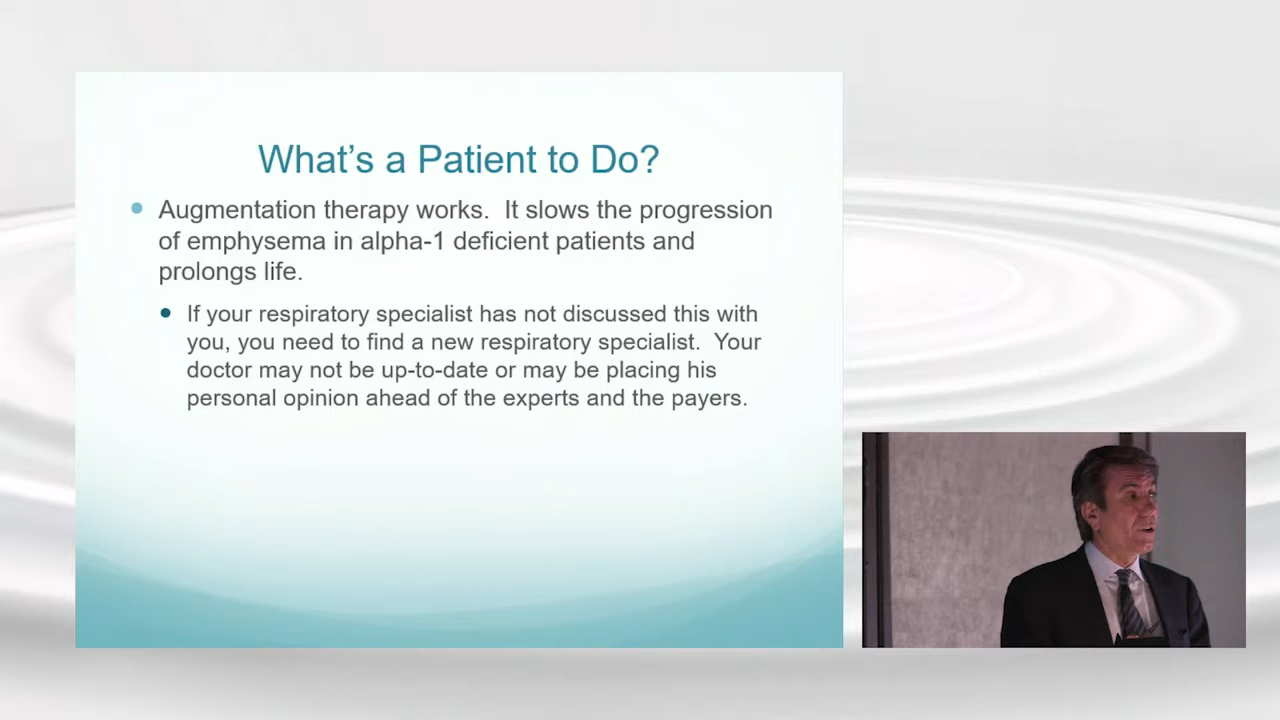 What's a Patient to Do?
Augmentation therapy works.  It slows the progression
of emphysema in alpha-1 deficient patients and
prolongs life.
If your respiratory specialist has not discussed this with
you, you need to find a new respiratory specialist.  Your
doctor may not be up-to-date or may be placing his
personal opinion ahead of the experts and the payers.